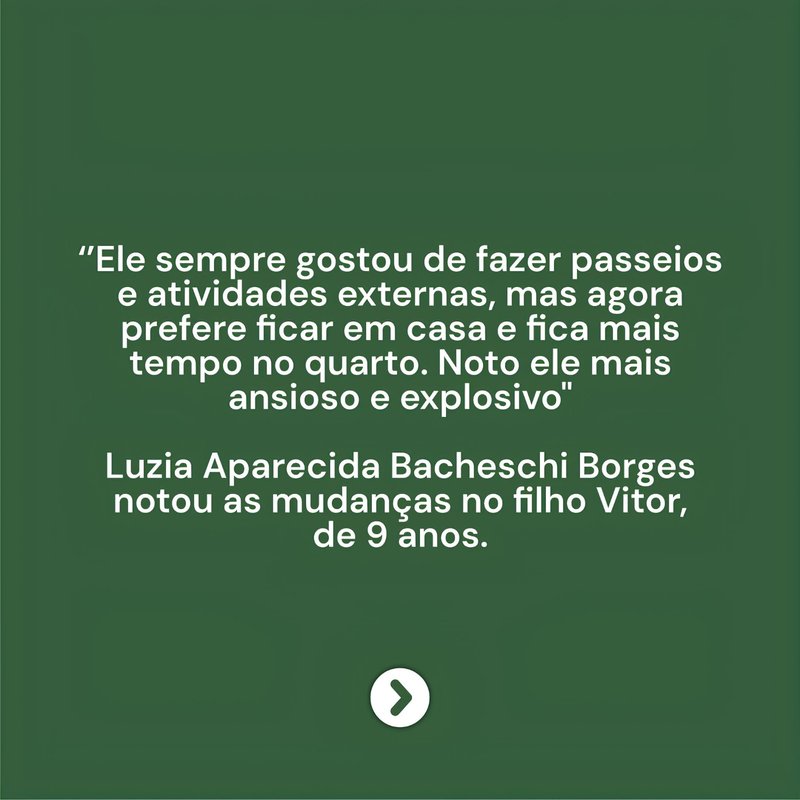 ‘’Ele sempre gostou de fazer passeios
e atividades externas, mas agora
prefere ficar em casa e fica mais
tempo no quarto. Noto ele mais
ansioso e explosivo"
Luzia Aparecida Bacheschi Borges
notou as mudanças no filho Vitor,
de 9 anos.